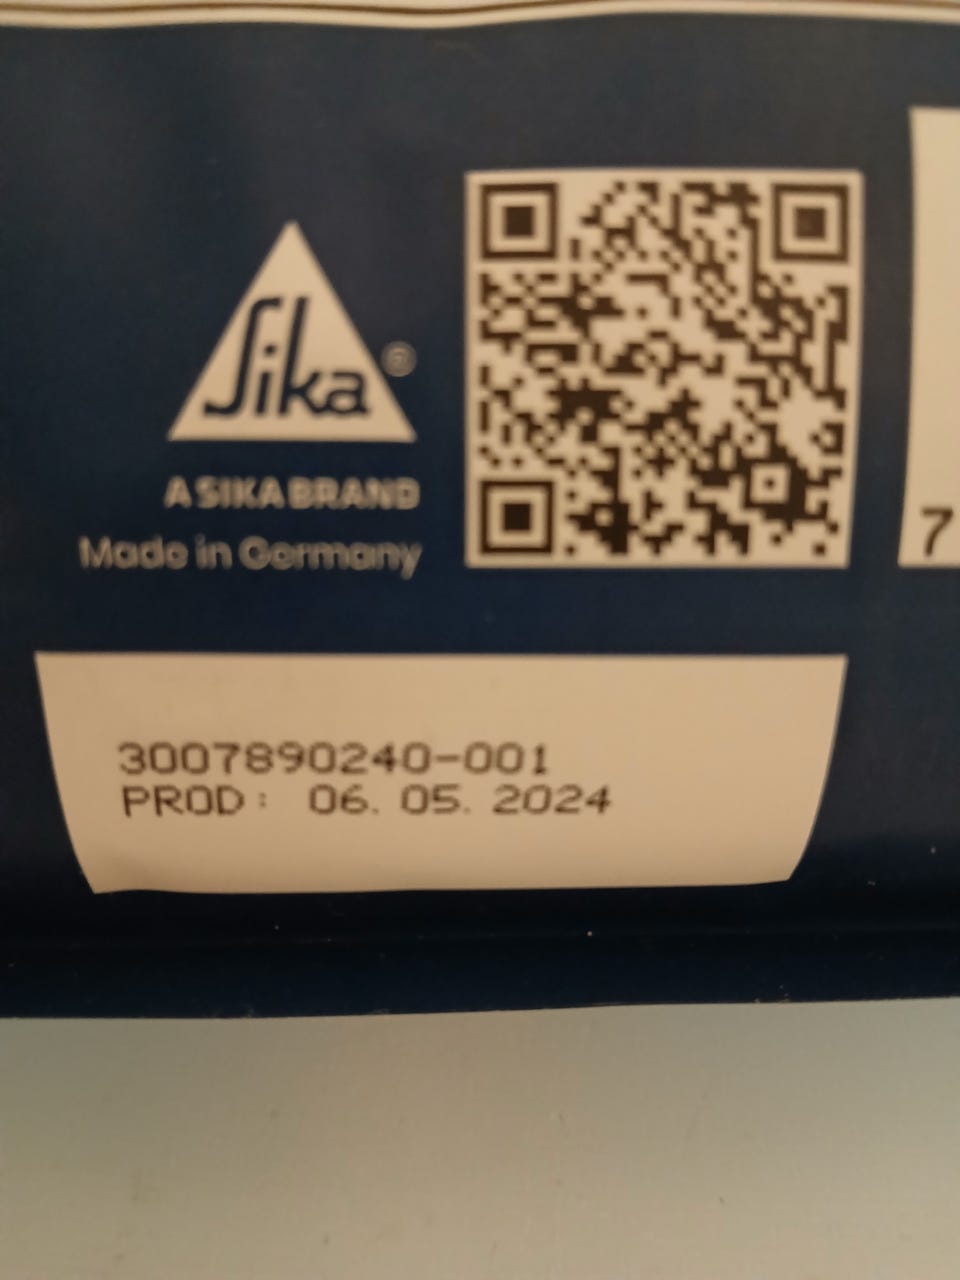 Sika®
A SIKA BRAND
Made in Germany
7
3007890240-001
PROD: 06. 05. 2024